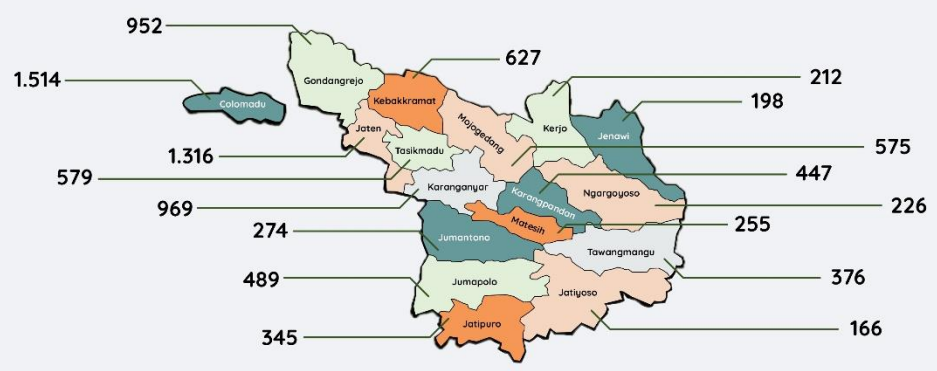 952
627
1.514
212
198
Gondangrejo
Colomadu
Kebakkramat
Jaten
Mojogedang
Kerjo
Jenawi
1.316
Tasikmadu
575
579
Karanganyar
Karangpandan
447
Ngargoyoso
969
226
274
Matesih
255
Jumantono
Tawangmangu
489
Jumapolo
376
Jatiyoso
345
Jatipuro
166